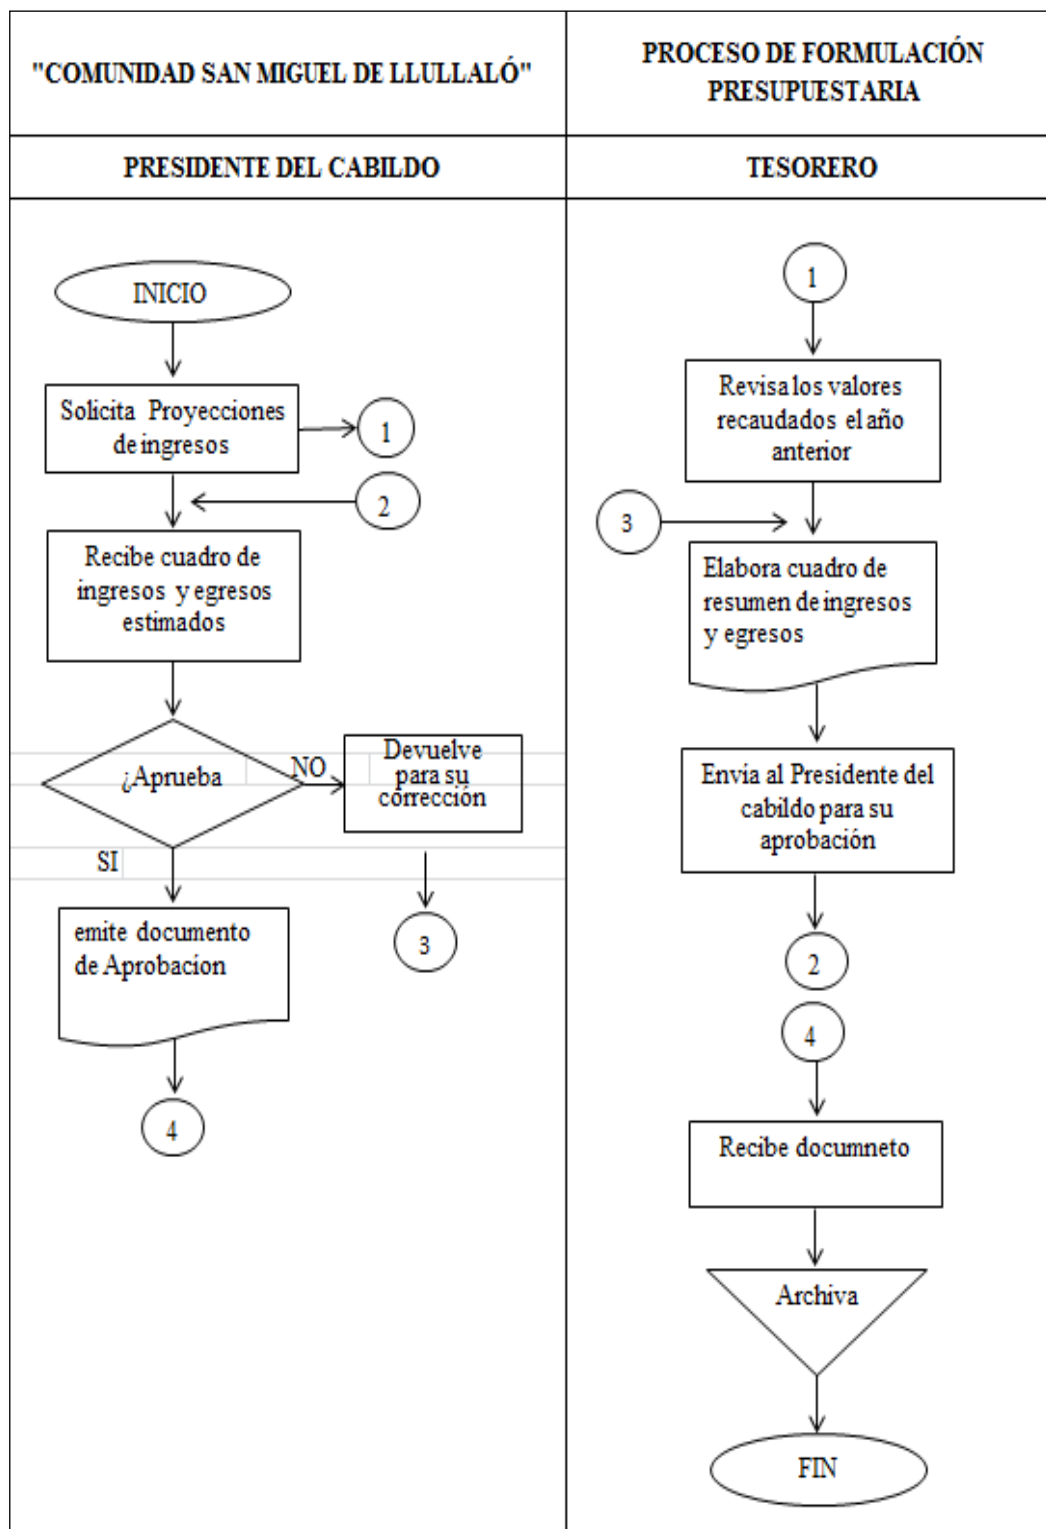 "COMUNIDAD SAN MIGUEL DE LLULLALÓ"
PROCESO DE FORMULACIÓN
PRESUPUESTARIA
PRESIDENTE DEL CABILDO
TESORERO
INICIO
Solicita Proyecciones
de ingresos
1
2
Recibe cuadro de
ingresos y egresos
estimados
¿Aprueba
NO
Devuelve
para su
corrección
SI
3
emite documento
de Aprobacion
4
1
Revisa los valores
recaudados el año
anterior
3
Elabora cuadro de
resumen de ingresos
y egresos
Envía al Presidente del
cabildo para su
aprobación
2
4
Recibe documneto
Archiva
FIN